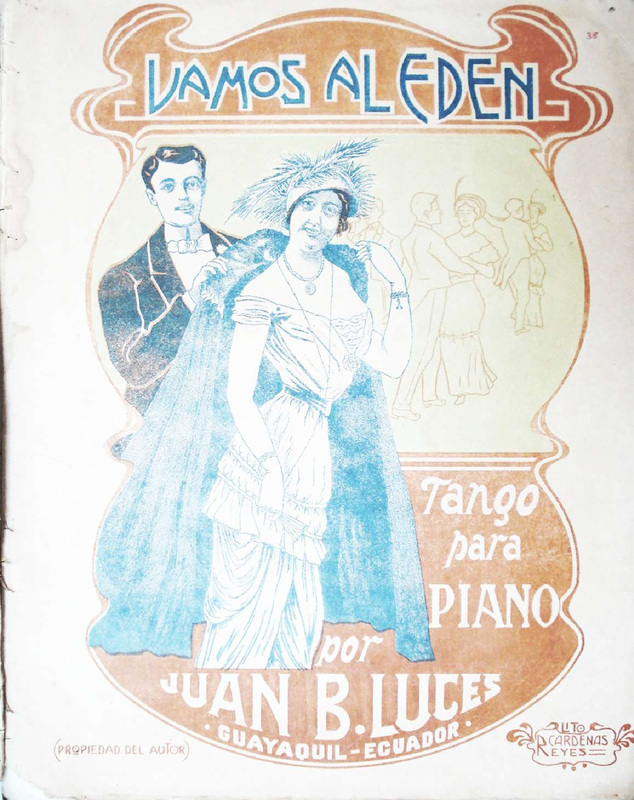 38
VAMOS AL EDEN
Tango
para
PIANO
por
JUAN B. LUCES
· GUAYAQUIL - ECUADOR ·
(PROPIEDAD DEL AUTOR)
LITO
CARDENAS
REYES